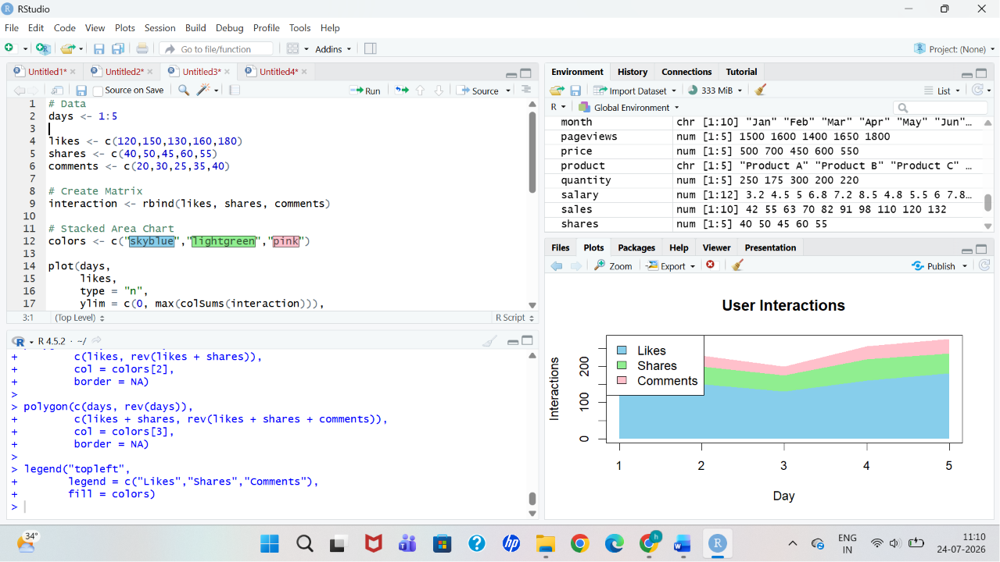 RStudio
File Edit Code View Plots Session Build Debug Profile Tools Help
Go to file/function Addins Project: (None)
Untitled1* Untitled2* Untitled3* Untitled4*
Source on Save Run Source
1 # Data
2 days <- 1:5
3
4 likes <- c(120,150,130,160,180)
5 shares <- c(40,50,45,60,55)
6 comments <- c(20,30,25,35,40)
7
8 # Create Matrix
9 interaction <- rbind(likes, shares, comments)
10
11 # Stacked Area Chart
12 colors <- c("skyblue","lightgreen","pink")
13
14 plot(days,
15 likes,
16 type = "n",
17 ylim = c(0, max(colSums(interaction))),
3:1 (Top Level) R Script
R 4.5.2 · ~/
+ c(likes, rev(likes + shares)),
+ col = colors[2],
+ border = NA)
>
> polygon(c(days, rev(days)),
+ c(likes + shares, rev(likes + shares + comments)),
+ col = colors[3],
+ border = NA)
>
> legend("topleft",
+ legend = c("Likes","Shares","Comments"),
+ fill = colors)
>
Environment History Connections Tutorial
Import Dataset 333 MiB List
R Global Environment
month chr [1:10] "Jan" "Feb" "Mar" "Apr" "May" "Jun"…
pageviews num [1:5] 1500 1600 1400 1650 1800
price num [1:5] 500 700 450 600 550
product chr [1:5] "Product A" "Product B" "Product C" …
quantity num [1:5] 250 175 300 200 220
salary num [1:12] 3.2 4.5 5 6.8 7.2 8.5 4.8 5.5 6 7.8…
sales num [1:10] 42 55 63 70 82 91 98 110 120 132
shares num [1:5] 40 50 45 60 55
Files Plots Packages Help Viewer Presentation
Zoom Export Publish
User Interactions
Likes
Shares
Comments
Interactions
200
100
0
1 2 3 4 5
Day
34°
ENG
IN
11:10
24-07-2026